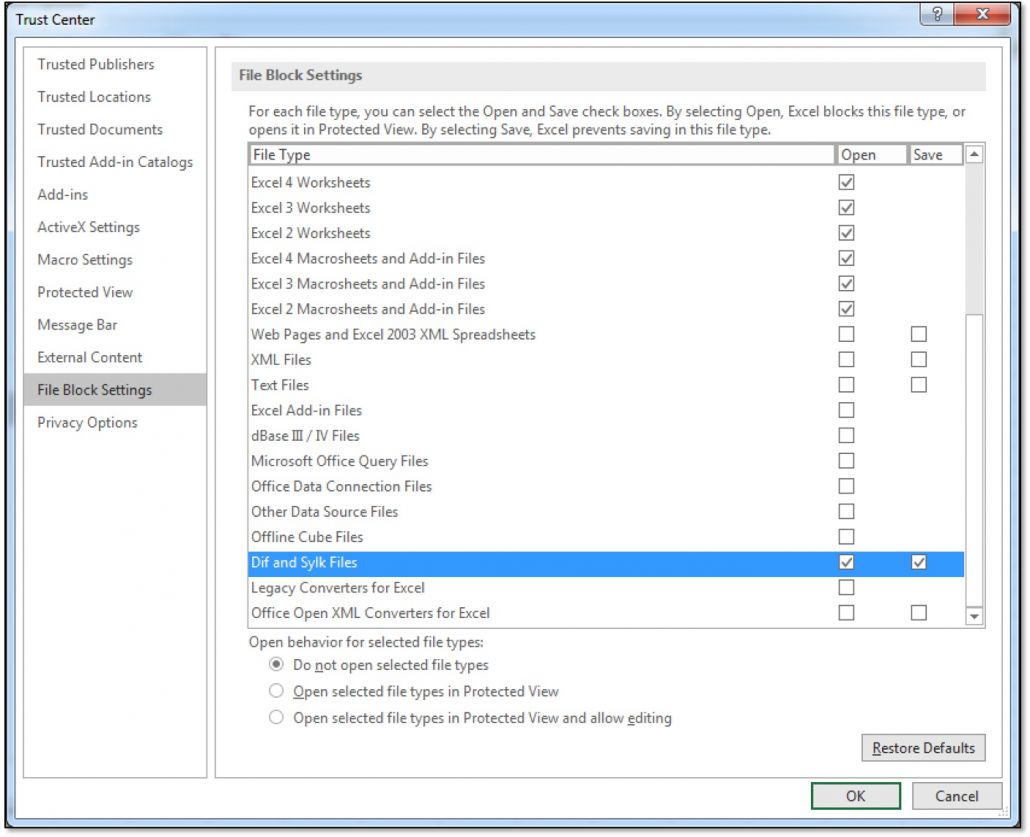 Trust Center
?
X
Trusted Publishers
Trusted Locations
Trusted Documents
Trusted Add-in Catalogs
Add-ins
ActiveX Settings
Macro Settings
Protected View
Message Bar
External Content
File Block Settings
Privacy Options
File Block Settings
For each file type, you can select the Open and Save check boxes. By selecting Open, Excel blocks this file type, or
opens it in Protected View. By selecting Save, Excel prevents saving in this file type.
File Type Open Save
Excel 4 Worksheets
Excel 3 Worksheets
Excel 2 Worksheets
Excel 4 Macrosheets and Add-in Files
Excel 3 Macrosheets and Add-in Files
Excel 2 Macrosheets and Add-in Files
Web Pages and Excel 2003 XML Spreadsheets
XML Files
Text Files
Excel Add-in Files
dBase III / IV Files
Microsoft Office Query Files
Office Data Connection Files
Other Data Source Files
Offline Cube Files
Dif and Sylk Files
Legacy Converters for Excel
Office Open XML Converters for Excel
Open behavior for selected file types:
Do not open selected file types
Open selected file types in Protected View
Open selected file types in Protected View and allow editing
Restore Defaults
OK Cancel